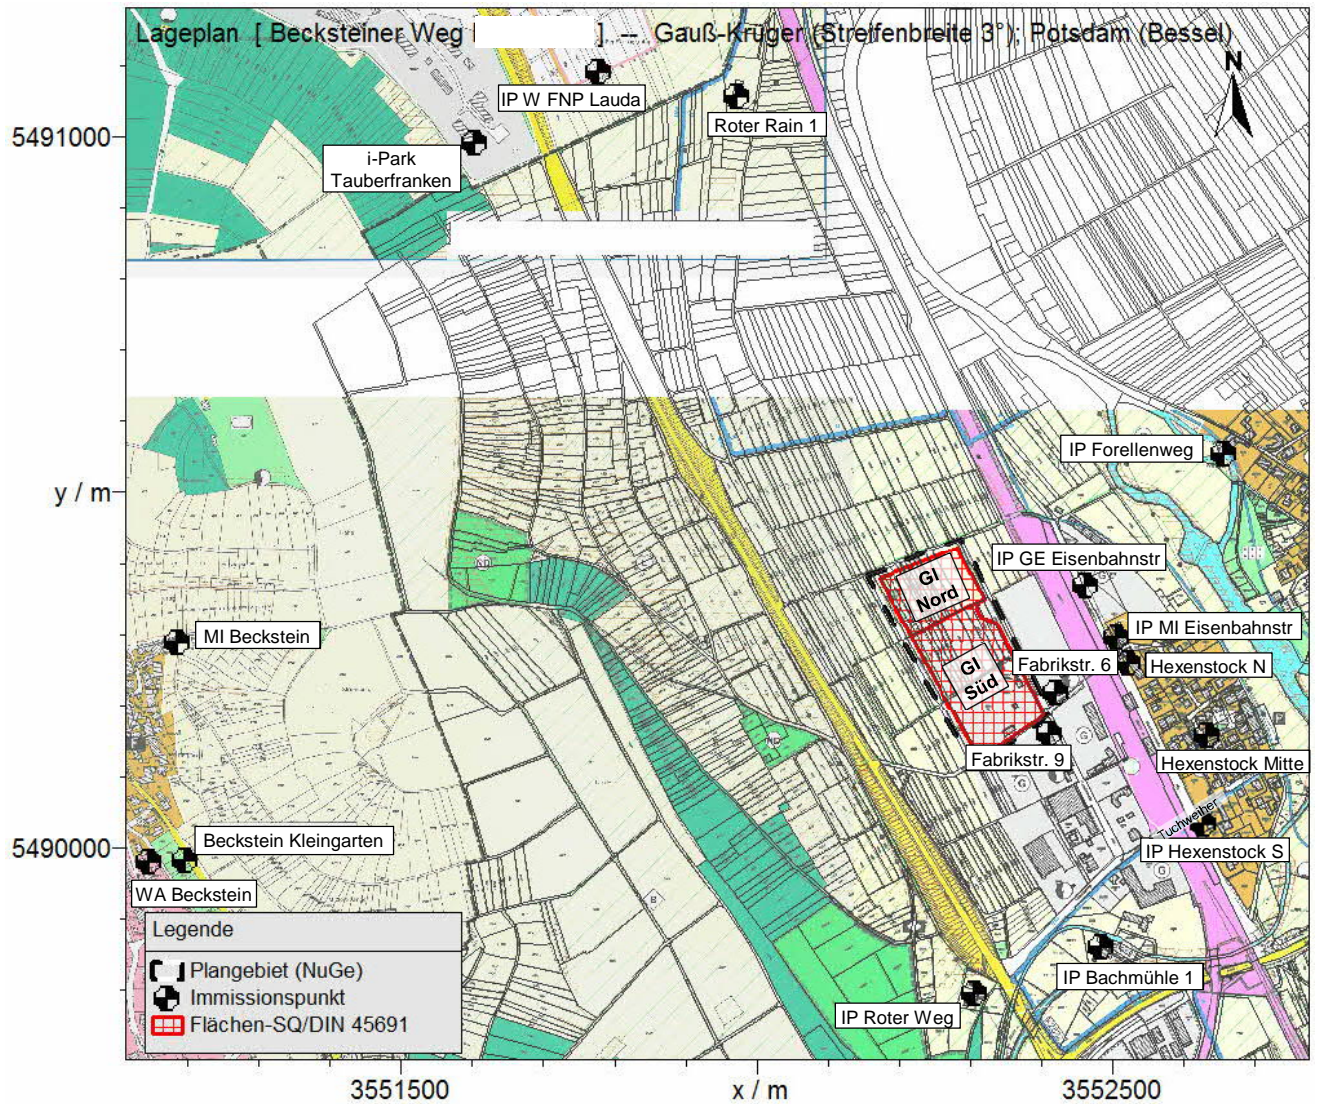 Lageplan [ Becksteiner Weg ] -- Gauß-Krüger (Streifenbreite 3°); Potsdam (Bessel)
N
IP W FNP Lauda
Roter Rain 1
5491000
i-Park
Tauberfranken
IP Forellenweg
y / m
IP GE Eisenbahnstr
GI
Nord
MI Beckstein
IP MI Eisenbahnstr
Fabrikstr. 6
Hexenstock N
GI
Süd
Fabrikstr. 9
Hexenstock Mitte
Tuchweiher
Beckstein Kleingarten
5490000
IP Hexenstock S
WA Beckstein
Legende
Plangebiet (NuGe)
Immissionspunkt
Flächen-SQ/DIN 45691
IP Bachmühle 1
IP Roter Weg
3551500
x / m
3552500